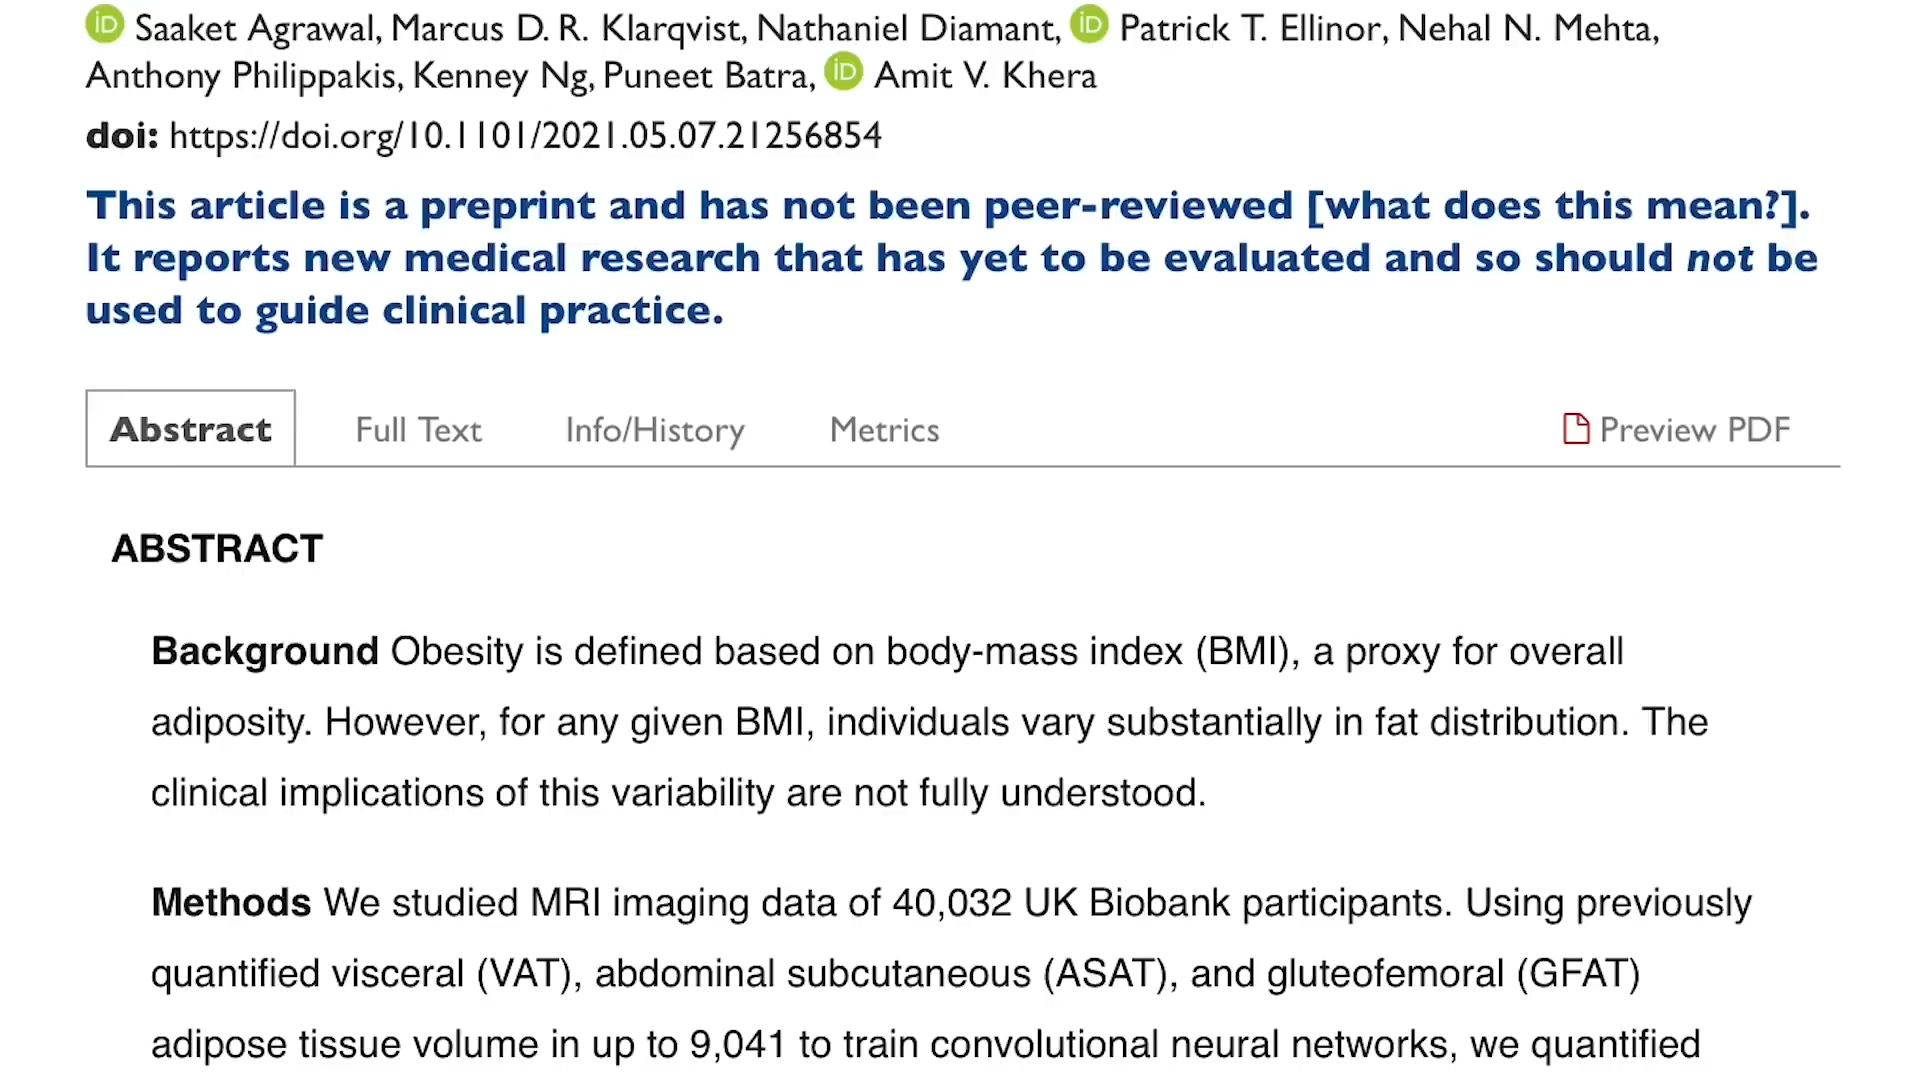 iD Saaket Agrawal, Marcus D. R. Klarqvist, Nathaniel Diamant, iD Patrick T. Ellinor, Nehal N. Mehta,
Anthony Philippakis, Kenney Ng, Puneet Batra, iD Amit V. Khera
doi: https://doi.org/10.1101/2021.05.07.21256854
This article is a preprint and has not been peer-reviewed [what does this mean?].
It reports new medical research that has yet to be evaluated and so should not be
used to guide clinical practice.
Abstract Full Text Info/History Metrics Preview PDF
ABSTRACT
Background Obesity is defined based on body-mass index (BMI), a proxy for overall
adiposity. However, for any given BMI, individuals vary substantially in fat distribution. The
clinical implications of this variability are not fully understood.
Methods We studied MRI imaging data of 40,032 UK Biobank participants. Using previously
quantified visceral (VAT), abdominal subcutaneous (ASAT), and gluteofemoral (GFAT)
adipose tissue volume in up to 9,041 to train convolutional neural networks, we quantified